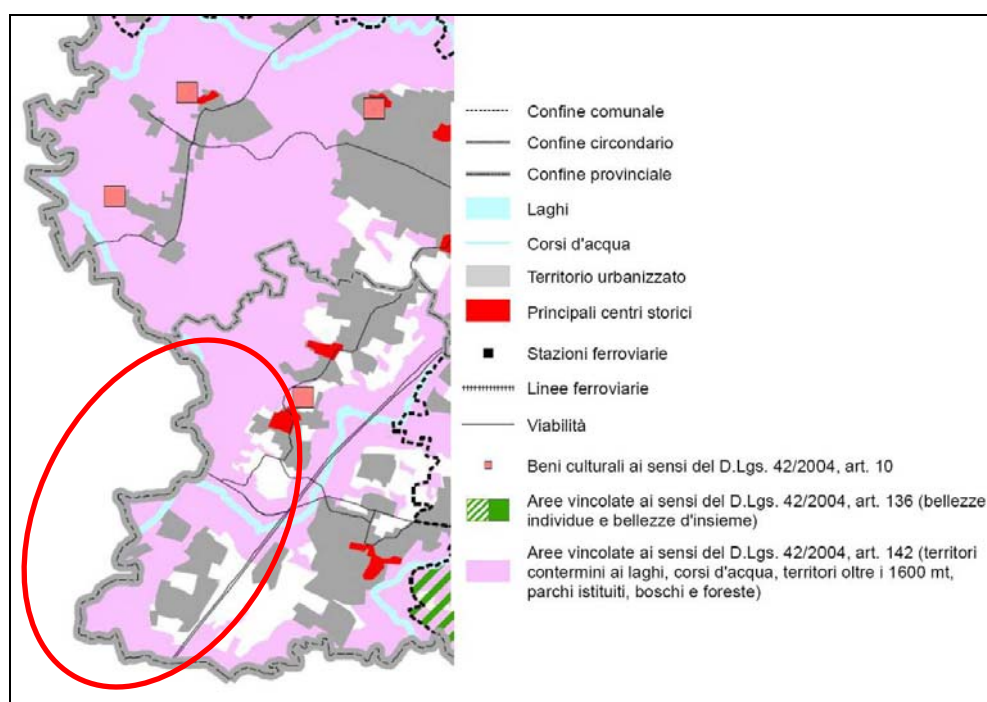 Confine comunale
Confine circondario
Confine provinciale
Laghi
Corsi d'acqua
Territorio urbanizzato
Principali centri storici
Stazioni ferroviarie
Linee ferroviarie
Viabilità
Beni culturali ai sensi del D.Lgs. 42/2004, art. 10
Aree vincolate ai sensi del D.Lgs. 42/2004, art. 136 (bellezze
individue e bellezze d'insieme)
Aree vincolate ai sensi del D.Lgs. 42/2004, art. 142 (territori
contermini ai laghi, corsi d'acqua, territori oltre i 1600 mt,
parchi istituiti, boschi e foreste)